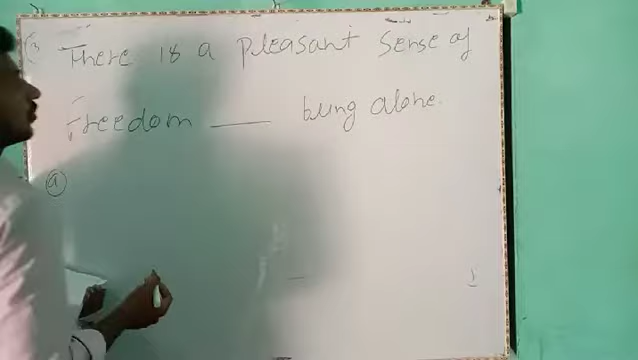 There is a pleasant sense of
Freedom ____ being alone.
(a)